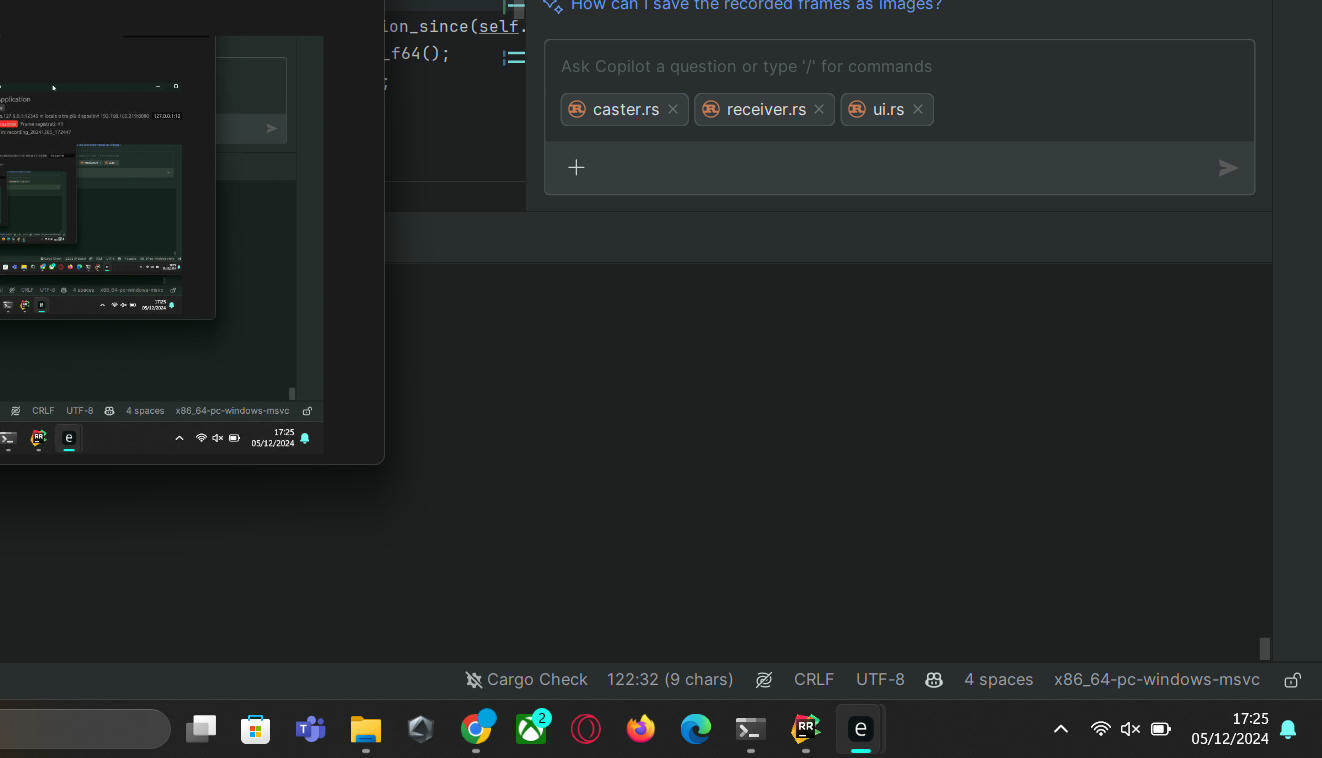 How can I save the recorded frames as images?
ion_since(self.
_f64();
;
Ask Copilot a question or type '/' for commands
caster.rs
receiver.rs
ui.rs
pplication
CRLF UTF-8 4 spaces x86_64-pc-windows-msvc
17:25
05/12/2024
CRLF UTF-8 4 spaces x86_64-pc-windows-msvc
RR
e
17:25
05/12/2024
Cargo Check 122:32 (9 chars) CRLF UTF-8 4 spaces x86_64-pc-windows-msvc
T
2
RR
e
17:25
05/12/2024